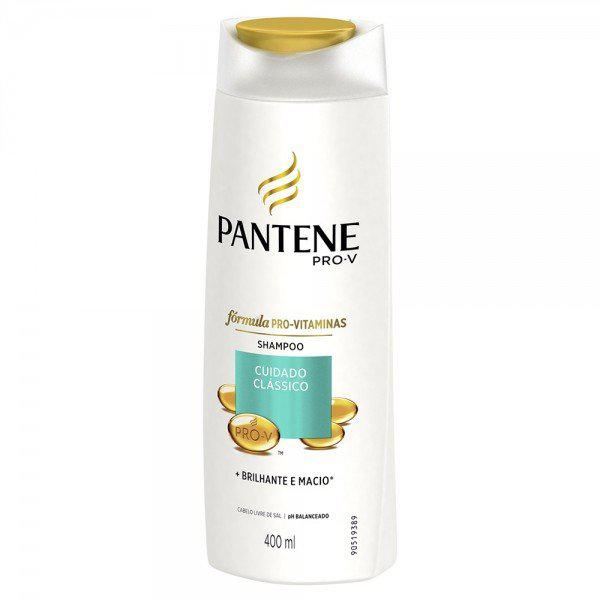 PANTENE
PRO-V
fórmula PRO-VITAMINAS
SHAMPOO
CUIDADO
CLÁSSICO
PRO-V
TM
+ BRILHANTE E MACIO*
CABELO LIVRE DE SAL | pH BALANCEADO
400 ml
90519389